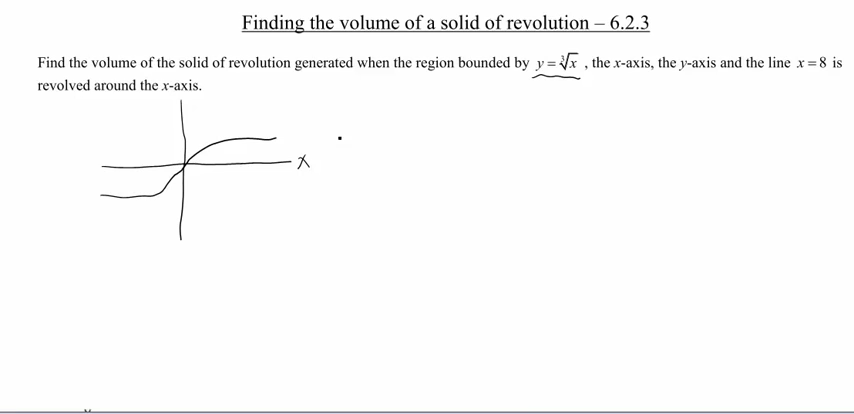 Finding the volume of a solid of revolution – 6.2.3
Find the volume of the solid of revolution generated when the region bounded by y = ∛x , the x-axis, the y-axis and the line x = 8 is
revolved around the x-axis.
x